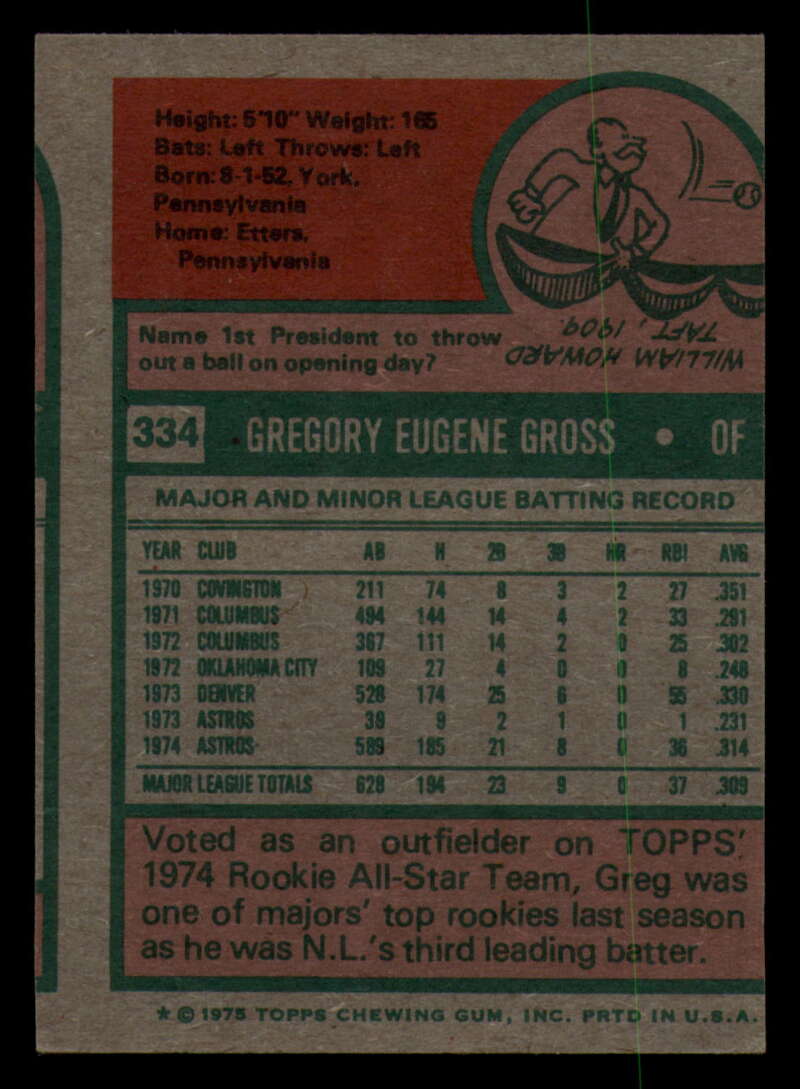 Height: 5'10" Weight: 165
Bats: Left Throws: Left
Born: 8-1-52, York,
Pennsylvania
Home: Etters,
Pennsylvania
Name 1st President to throw
out a ball on opening day?
WILLIAM HOWARD
TAFT, 1909.
334 GREGORY EUGENE GROSS • OF
MAJOR AND MINOR LEAGUE BATTING RECORD
YEAR CLUB AB H 2B 3B HR RBI AVG
1970 COVINGTON 211 74 8 3 2 27 .351
1971 COLUMBUS 494 144 14 4 2 33 .291
1972 COLUMBUS 367 111 14 2 0 25 .302
1972 OKLAHOMA CITY 109 27 4 0 0 8 .248
1973 DENVER 528 174 25 6 0 55 .330
1973 ASTROS 39 9 2 1 0 1 .231
1974 ASTROS 589 185 21 8 0 36 .314
MAJOR LEAGUE TOTALS 628 194 23 9 0 37 .309
Voted as an outfielder on TOPPS'
1974 Rookie All-Star Team, Greg was
one of majors' top rookies last season
as he was N.L.'s third leading batter.
★ © 1975 TOPPS CHEWING GUM, INC. PRTD IN U.S.A.